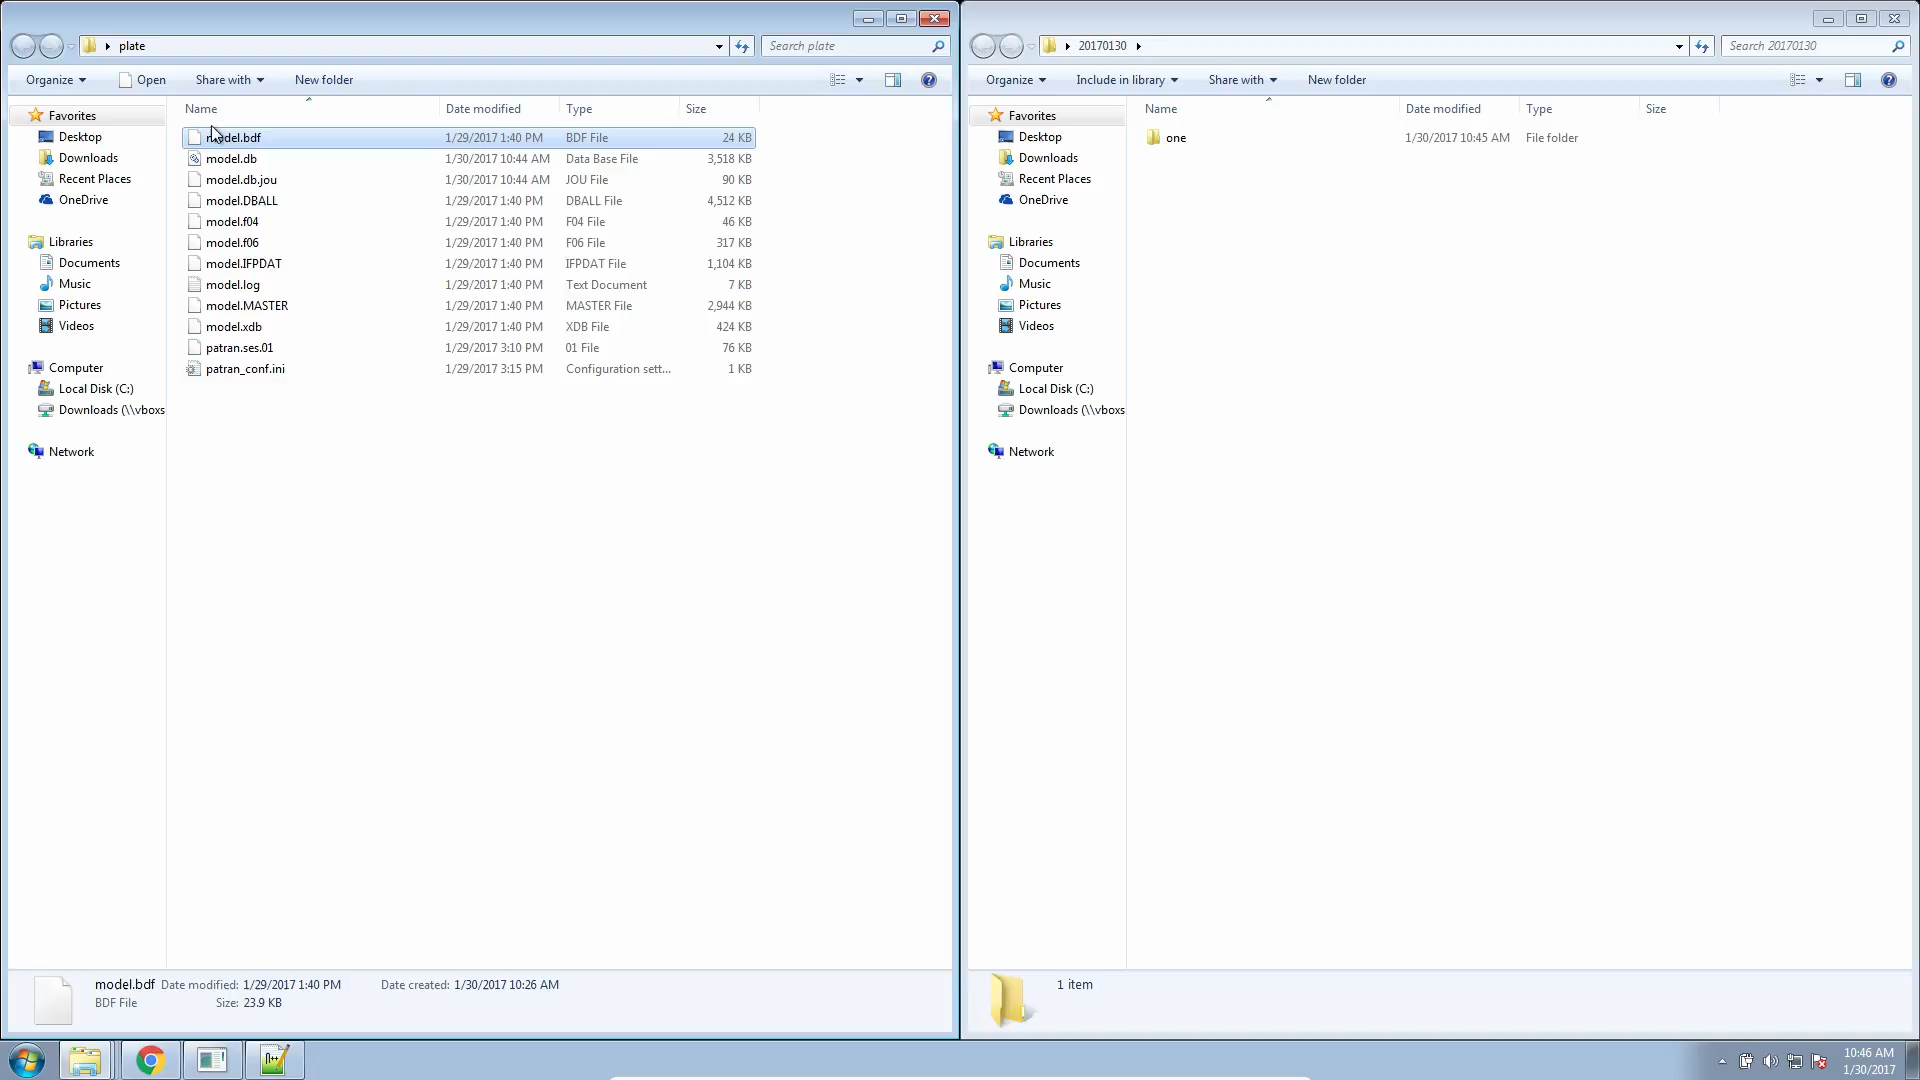 plate
Search plate
Organize
Open
Share with
New folder
Favorites
Desktop
Downloads
Recent Places
OneDrive
Libraries
Documents
Music
Pictures
Videos
Computer
Local Disk (C:)
Downloads (\\vboxs
Network
Name Date modified Type Size
model.bdf 1/29/2017 1:40 PM BDF File 24 KB
model.db 1/30/2017 10:44 AM Data Base File 3,518 KB
model.db.jou 1/30/2017 10:44 AM JOU File 90 KB
model.DBALL 1/29/2017 1:40 PM DBALL File 4,512 KB
model.f04 1/29/2017 1:40 PM F04 File 46 KB
model.f06 1/29/2017 1:40 PM F06 File 317 KB
model.IFPDAT 1/29/2017 1:40 PM IFPDAT File 1,104 KB
model.log 1/29/2017 1:40 PM Text Document 7 KB
model.MASTER 1/29/2017 1:40 PM MASTER File 2,944 KB
model.xdb 1/29/2017 1:40 PM XDB File 424 KB
patran.ses.01 1/29/2017 3:10 PM 01 File 76 KB
patran_conf.ini 1/29/2017 3:15 PM Configuration sett... 1 KB
model.bdf Date modified: 1/29/2017 1:40 PM Date created: 1/30/2017 10:26 AM
BDF File Size: 23.9 KB
20170130
Search 20170130
Organize
Include in library
Share with
New folder
Favorites
Desktop
Downloads
Recent Places
OneDrive
Libraries
Documents
Music
Pictures
Videos
Computer
Local Disk (C:)
Downloads (\\vboxs
Network
Name Date modified Type Size
one 1/30/2017 10:45 AM File folder
1 item
10:46 AM
1/30/2017